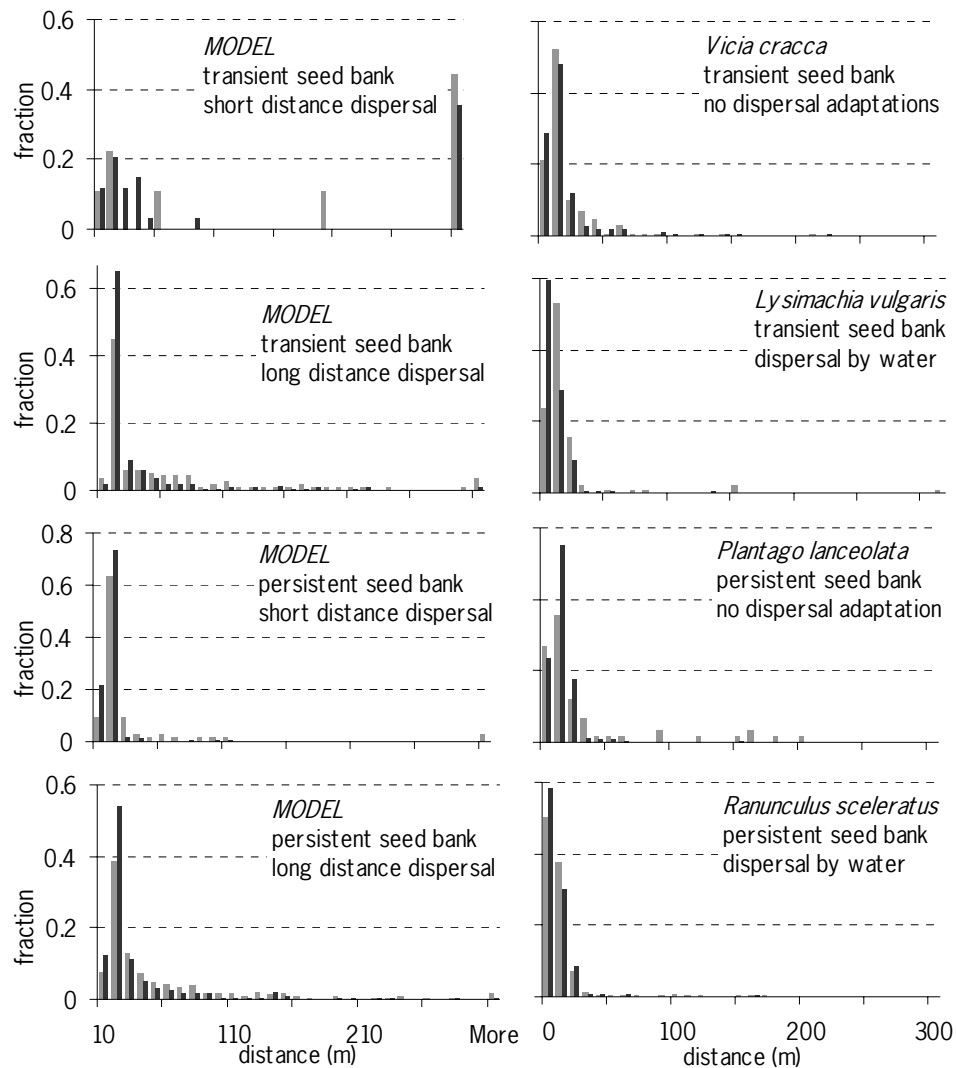 0.6
0.4
0.2
0
fraction
MODEL
transient seed bank
short distance dispersal
Vicia cracca
transient seed bank
no dispersal adaptations
0.6
0.4
0.2
0
fraction
MODEL
transient seed bank
long distance dispersal
Lysimachia vulgaris
transient seed bank
dispersal by water
0.8
0.6
0.4
0.2
0
fraction
MODEL
persistent seed bank
short distance dispersal
Plantago lanceolata
persistent seed bank
no dispersal adaptation
0.6
0.4
0.2
0
fraction
MODEL
persistent seed bank
long distance dispersal
10 110 210 More
distance (m)
Ranunculus sceleratus
persistent seed bank
dispersal by water
0 100 200 300
distance (m)